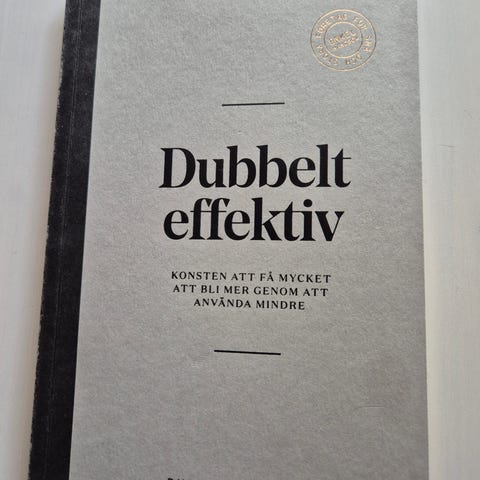 Dubbelt
effektiv
KONSTEN ATT FÅ MYCKET
ATT BLI MER GENOM ATT
ANVÄNDA MINDRE